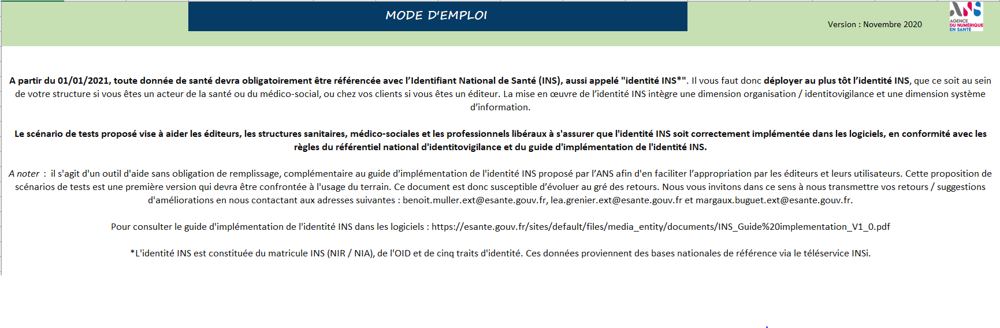 MODE D'EMPLOI
Version : Novembre 2020
ANS
AGENCE
DU NUMÉRIQUE
EN SANTÉ
A partir du 01/01/2021, toute donnée de santé devra obligatoirement être référencée avec l’Identifiant National de Santé (INS), aussi appelé "identité INS*". Il vous faut donc déployer au plus tôt l’identité INS, que ce soit au sein
de votre structure si vous êtes un acteur de la santé ou du médico-social, ou chez vos clients si vous êtes un éditeur. La mise en œuvre de l’identité INS intègre une dimension organisation / identitovigilance et une dimension système
d’information.
Le scénario de tests proposé vise à aider les éditeurs, les structures sanitaires, médico-sociales et les professionnels libéraux à s'assurer que l'identité INS soit correctement implémentée dans les logiciels, en conformité avec les
règles du référentiel national d'identitovigilance et du guide d'implémentation de l'identité INS.
A noter : il s'agit d'un outil d'aide sans obligation de remplissage, complémentaire au guide d'implémentation de l'identité INS proposé par l’ANS afin d'en faciliter l’appropriation par les éditeurs et leurs utilisateurs. Cette proposition de
scénarios de tests est une première version qui devra être confrontée à l'usage du terrain. Ce document est donc susceptible d’évoluer au gré des retours. Nous vous invitons dans ce sens à nous transmettre vos retours / suggestions
d'améliorations en nous contactant aux adresses suivantes : benoit.muller.ext@esante.gouv.fr, lea.grenier.ext@esante.gouv.fr et margaux.buguet.ext@esante.gouv.fr.
Pour consulter le guide d'implémentation de l'identité INS dans les logiciels : https://esante.gouv.fr/sites/default/files/media_entity/documents/INS_Guide%20implementation_V1_0.pdf
*L'identité INS est constituée du matricule INS (NIR / NIA), de l'OID et de cinq traits d'identité. Ces données proviennent des bases nationales de référence via le téléservice INSi.